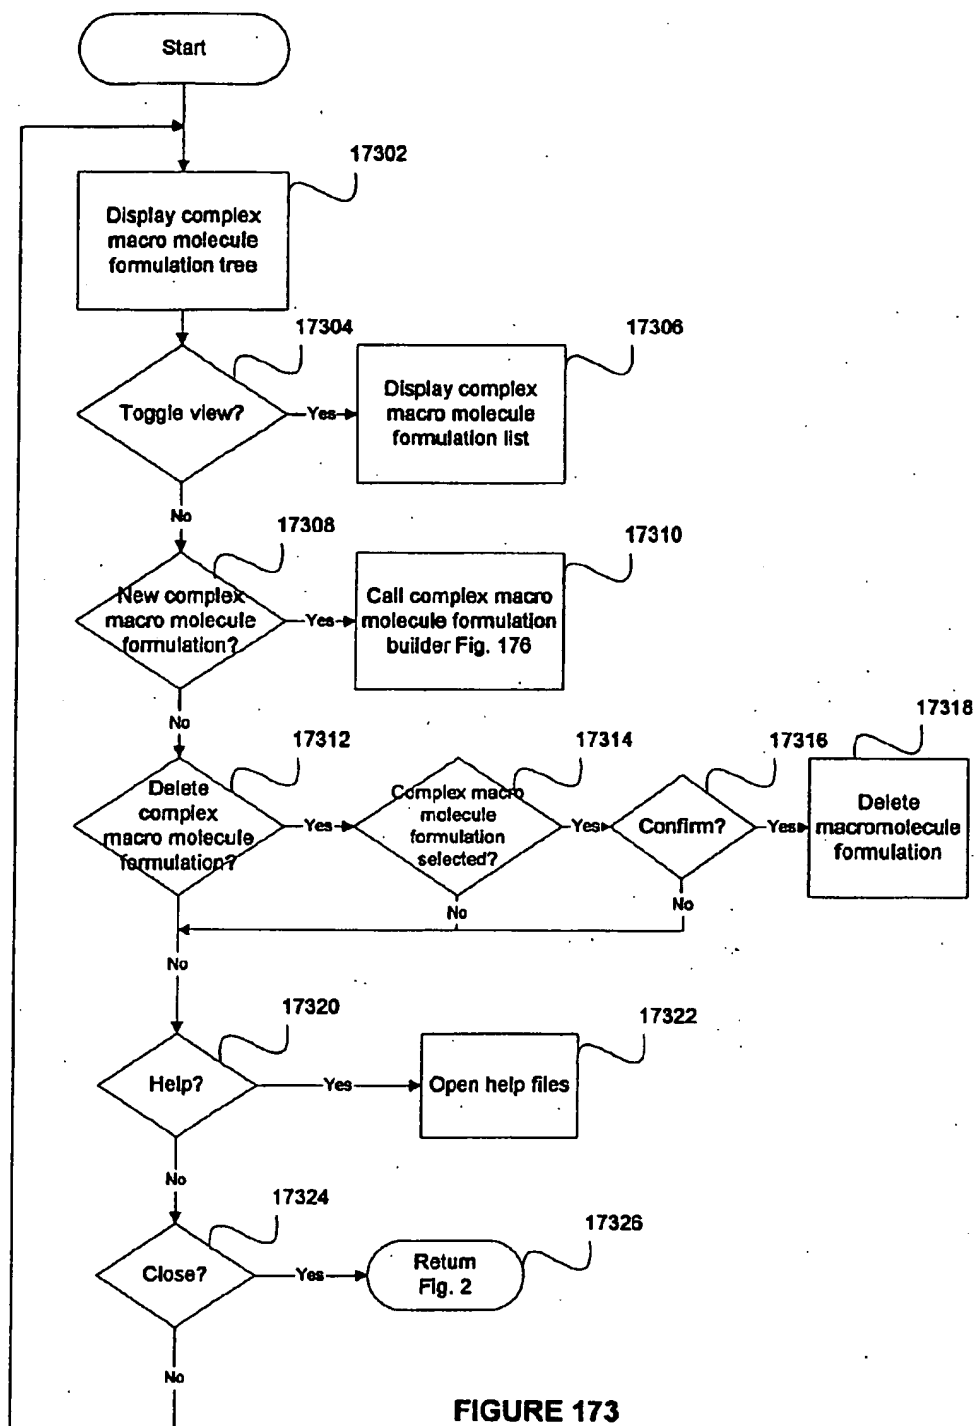 Start
17302
Display complex
macro molecule
formulation tree
17304
17306
Toggle view?
Yes
Display complex
macro molecule
formulation list
No
17308
17310
New complex
macro molecule
formulation?
Yes
Call complex macro
molecule formulation
builder Fig. 176
No
17312
17314
17316
17318
Delete
complex
macro molecule
formulation?
Yes
Complex macro
molecule
formulation
selected?
Yes
Confirm?
Yes
Delete
macromolecule
formulation
No
No
No
17320
17322
Help?
Yes
Open help files
No
17324
17326
Close?
Yes
Return
Fig. 2
No
FIGURE 173